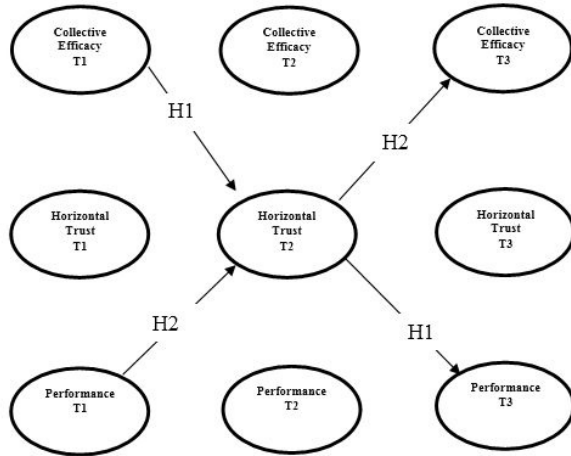 Collective
Efficacy
T1
Collective
Efficacy
T2
Collective
Efficacy
T3
H1
H2
Horizontal
Trust
T1
Horizontal
Trust
T2
Horizontal
Trust
T3
H2
H1
Performance
T1
Performance
T2
Performance
T3